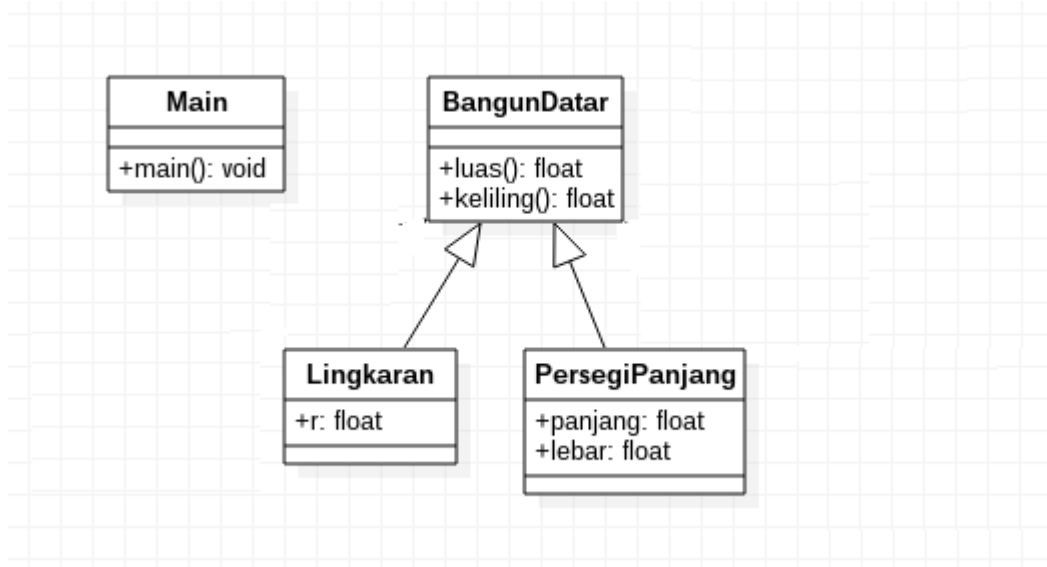 Main
+main(): void
BangunDatar
+luas(): float
+keliling(): float
Lingkaran
+r: float
PersegiPanjang
+panjang: float
+lebar: float